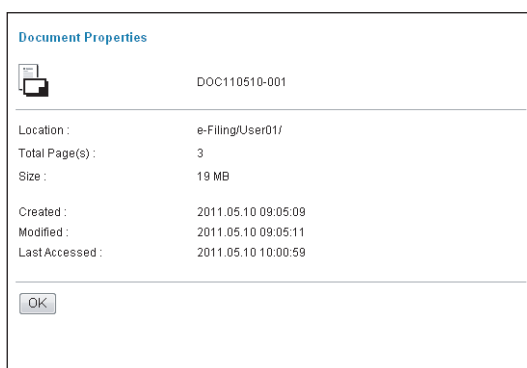 Document Properties
DOC110510-001
Location : e-Filing/User01/
Total Page(s) : 3
Size : 19 MB
Created : 2011.05.10 09:05:09
Modified : 2011.05.10 09:05:11
Last Accessed : 2011.05.10 10:00:59
OK